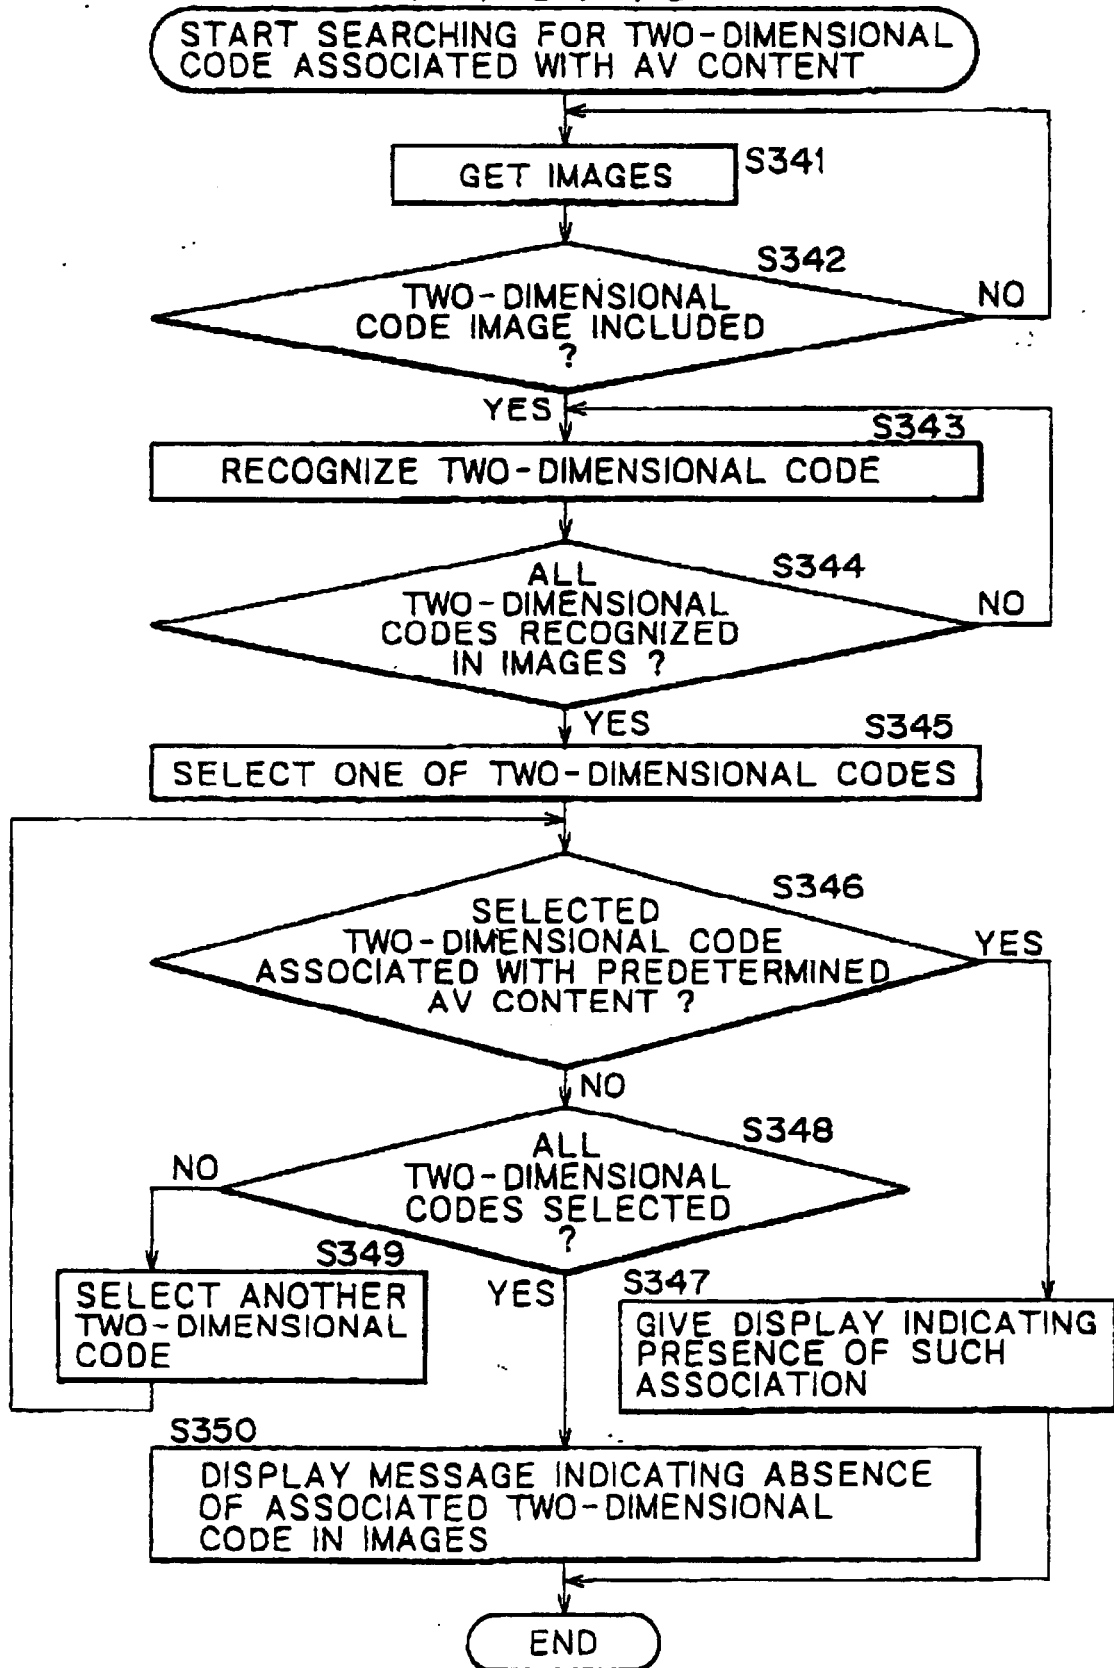 START SEARCHING FOR TWO-DIMENSIONAL
CODE ASSOCIATED WITH AV CONTENT
GET IMAGES
S341
S342
TWO-DIMENSIONAL
CODE IMAGE INCLUDED
?
NO
YES
S343
RECOGNIZE TWO-DIMENSIONAL CODE
S344
ALL
TWO-DIMENSIONAL
CODES RECOGNIZED
IN IMAGES ?
NO
YES
S345
SELECT ONE OF TWO-DIMENSIONAL CODES
S346
SELECTED
TWO-DIMENSIONAL CODE
ASSOCIATED WITH PREDETERMINED
AV CONTENT ?
YES
NO
S348
ALL
TWO-DIMENSIONAL
CODES SELECTED
?
NO
YES
S349
SELECT ANOTHER
TWO-DIMENSIONAL
CODE
S347
GIVE DISPLAY INDICATING
PRESENCE OF SUCH
ASSOCIATION
S350
DISPLAY MESSAGE INDICATING ABSENCE
OF ASSOCIATED TWO-DIMENSIONAL
CODE IN IMAGES
END